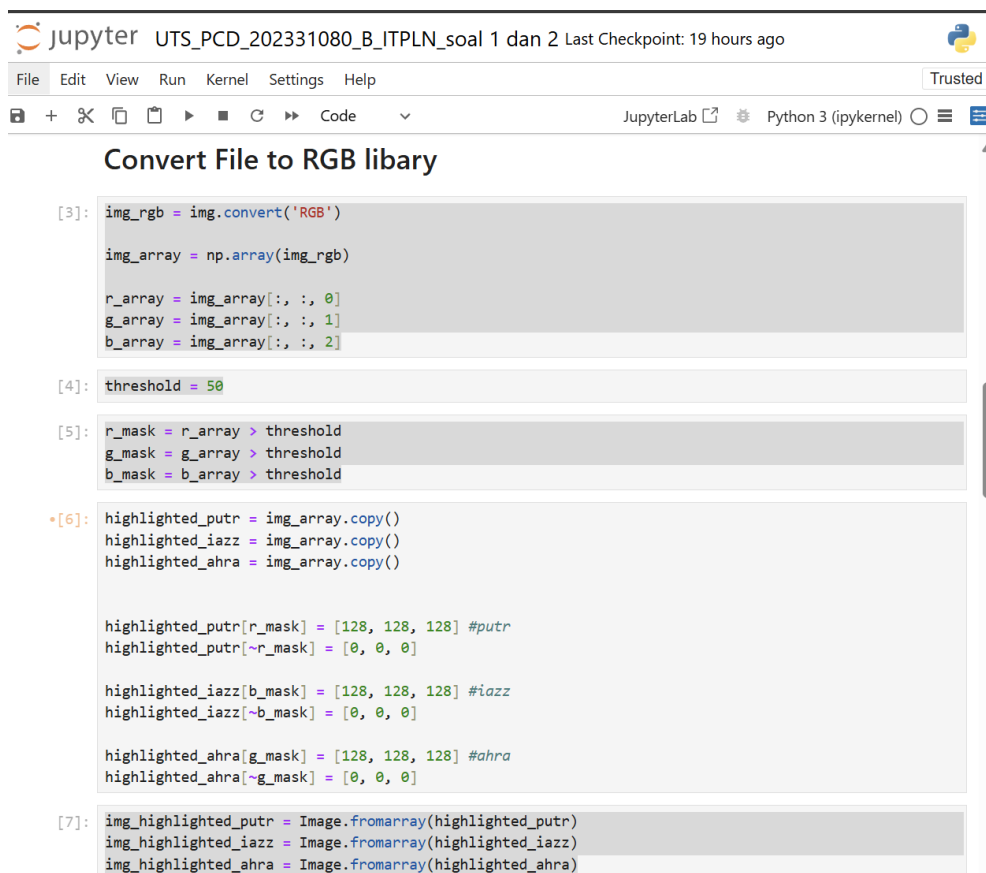 jupyter UTS_PCD_202331080_B_ITPLN_soal 1 dan 2 Last Checkpoint: 19 hours ago
File Edit View Run Kernel Settings Help Trusted
Code JupyterLab Python 3 (ipykernel)
Convert File to RGB libary
[3]: img_rgb = img.convert('RGB')
img_array = np.array(img_rgb)
r_array = img_array[:, :, 0]
g_array = img_array[:, :, 1]
b_array = img_array[:, :, 2]
[4]: threshold = 50
[5]: r_mask = r_array > threshold
g_mask = g_array > threshold
b_mask = b_array > threshold
•[6]: highlighted_putr = img_array.copy()
highlighted_iazz = img_array.copy()
highlighted_ahra = img_array.copy()
highlighted_putr[r_mask] = [128, 128, 128] #putr
highlighted_putr[~r_mask] = [0, 0, 0]
highlighted_iazz[b_mask] = [128, 128, 128] #iazz
highlighted_iazz[~b_mask] = [0, 0, 0]
highlighted_ahra[g_mask] = [128, 128, 128] #ahra
highlighted_ahra[~g_mask] = [0, 0, 0]
[7]: img_highlighted_putr = Image.fromarray(highlighted_putr)
img_highlighted_iazz = Image.fromarray(highlighted_iazz)
img_highlighted_ahra = Image.fromarray(highlighted_ahra)